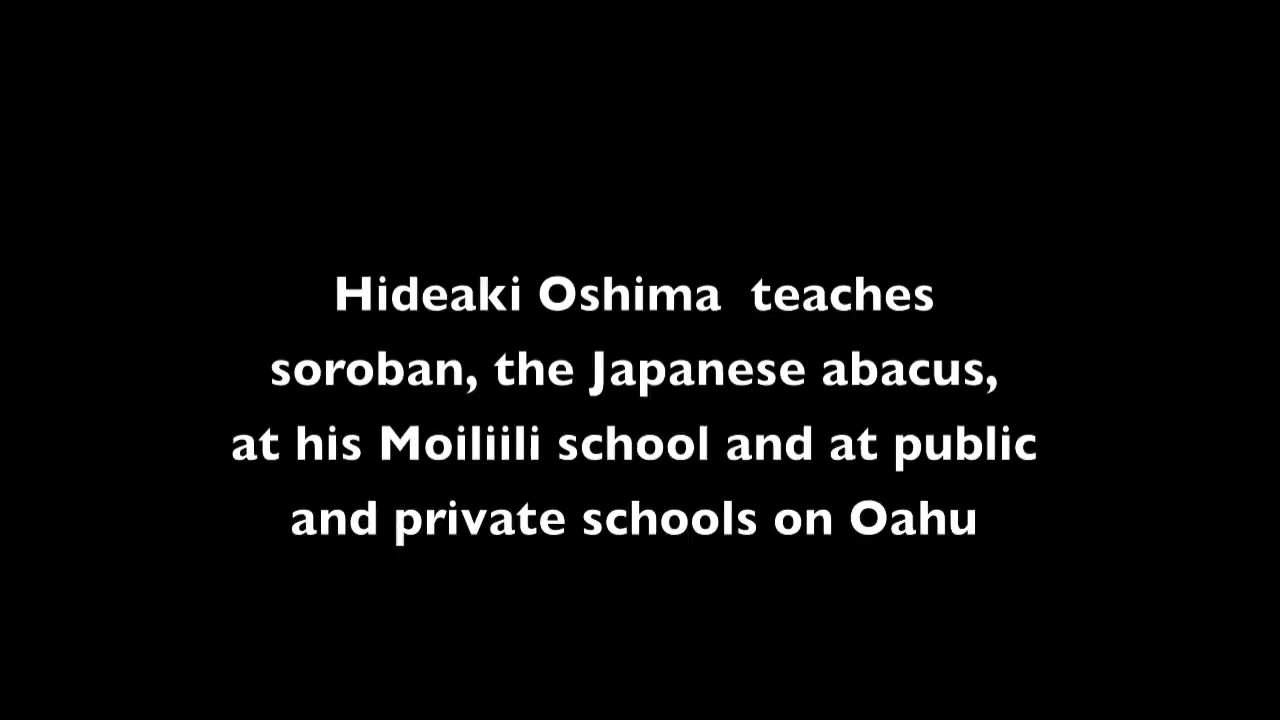 Hideaki Oshima  teaches
soroban, the Japanese abacus,
at his Moiliili school and at public
and private schools on Oahu